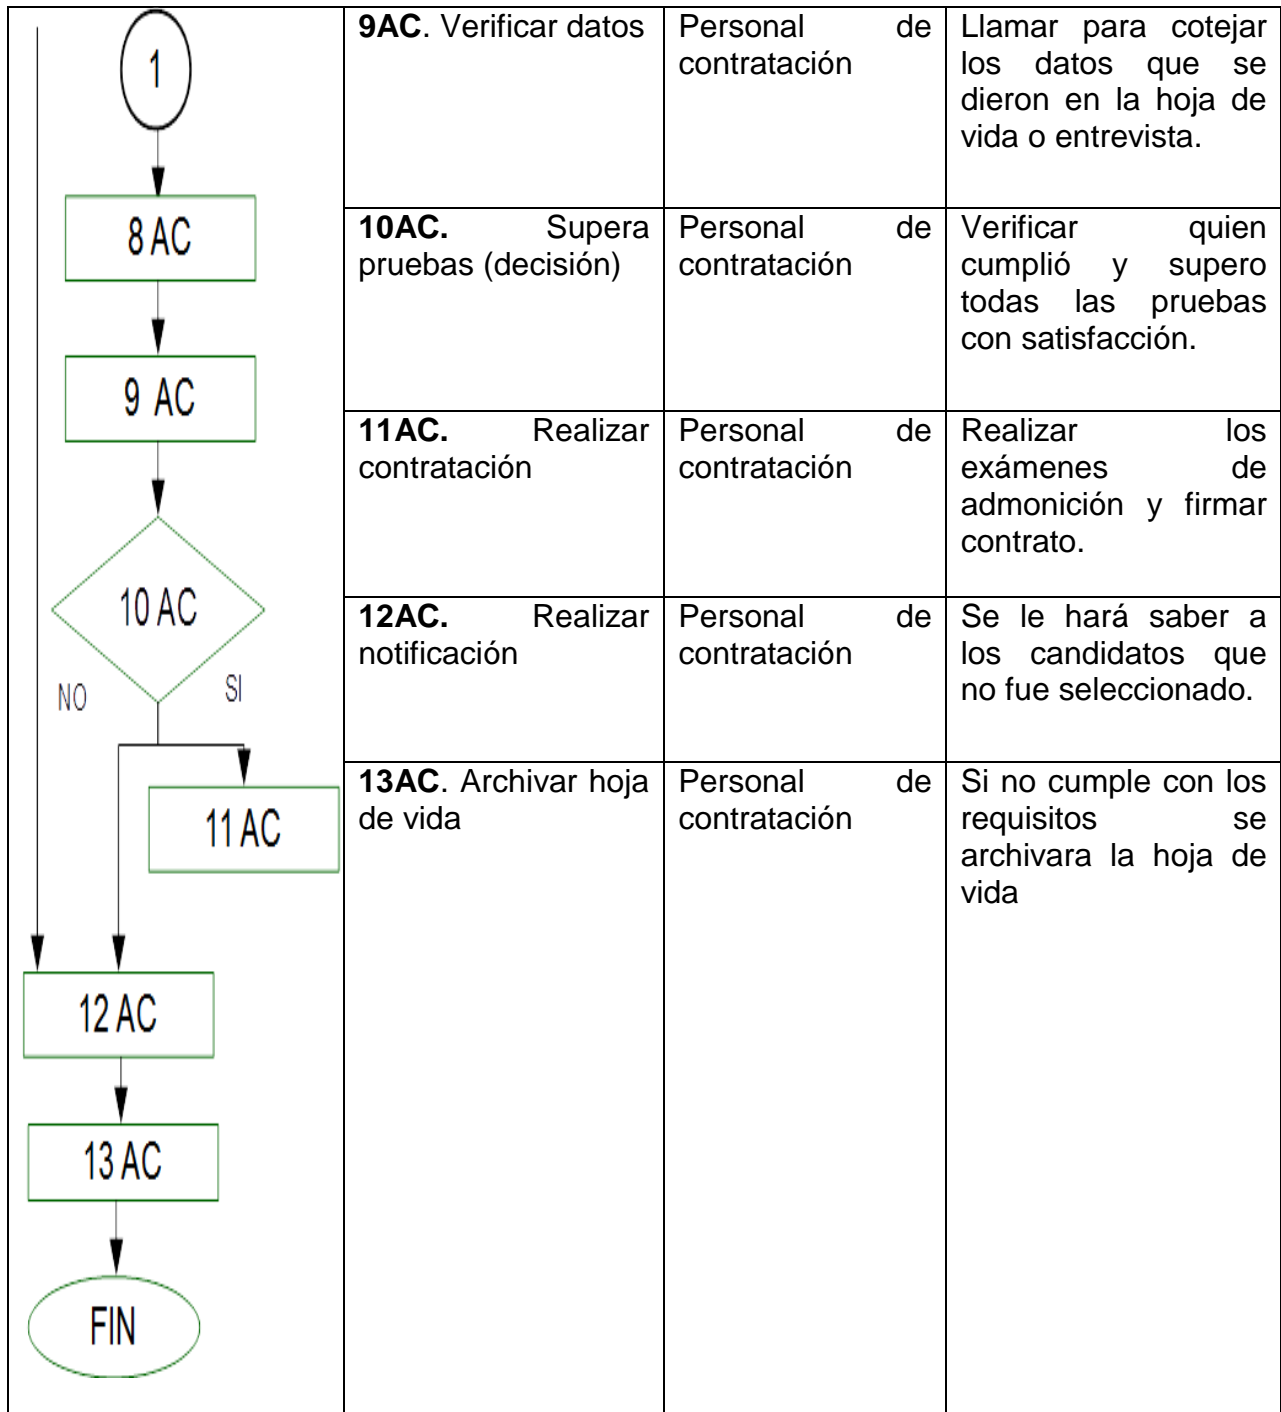 1
8 AC
9 AC
10 AC
NO
SI
11 AC
12 AC
13 AC
FIN
9AC. Verificar datos
Personal de
contratación
Llamar para cotejar
los datos que se
dieron en la hoja de
vida o entrevista.
10AC. Supera
pruebas (decisión)
Personal de
contratación
Verificar quien
cumplió y supero
todas las pruebas
con satisfacción.
11AC. Realizar
contratación
Personal de
contratación
Realizar los
exámenes de
admonición y firmar
contrato.
12AC. Realizar
notificación
Personal de
contratación
Se le hará saber a
los candidatos que
no fue seleccionado.
13AC. Archivar hoja
de vida
Personal de
contratación
Si no cumple con los
requisitos se
archivara la hoja de
vida